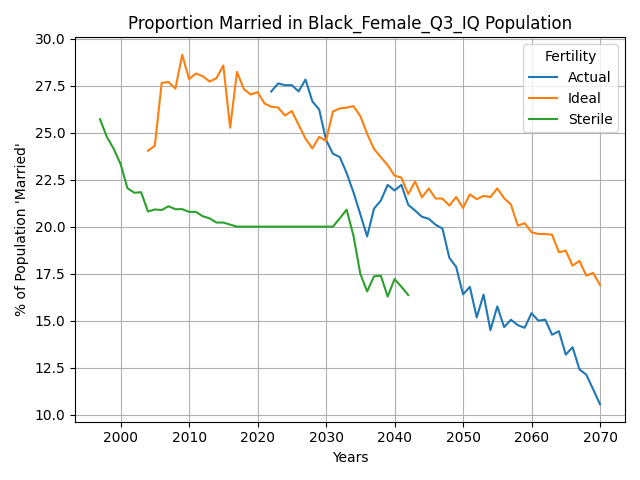 Proportion Married in Black_Female_Q3_IQ Population
% of Population 'Married'
30.0
27.5
25.0
22.5
20.0
17.5
15.0
12.5
10.0
Fertility
Actual
Ideal
Sterile
2000 2010 2020 2030 2040 2050 2060 2070
Years